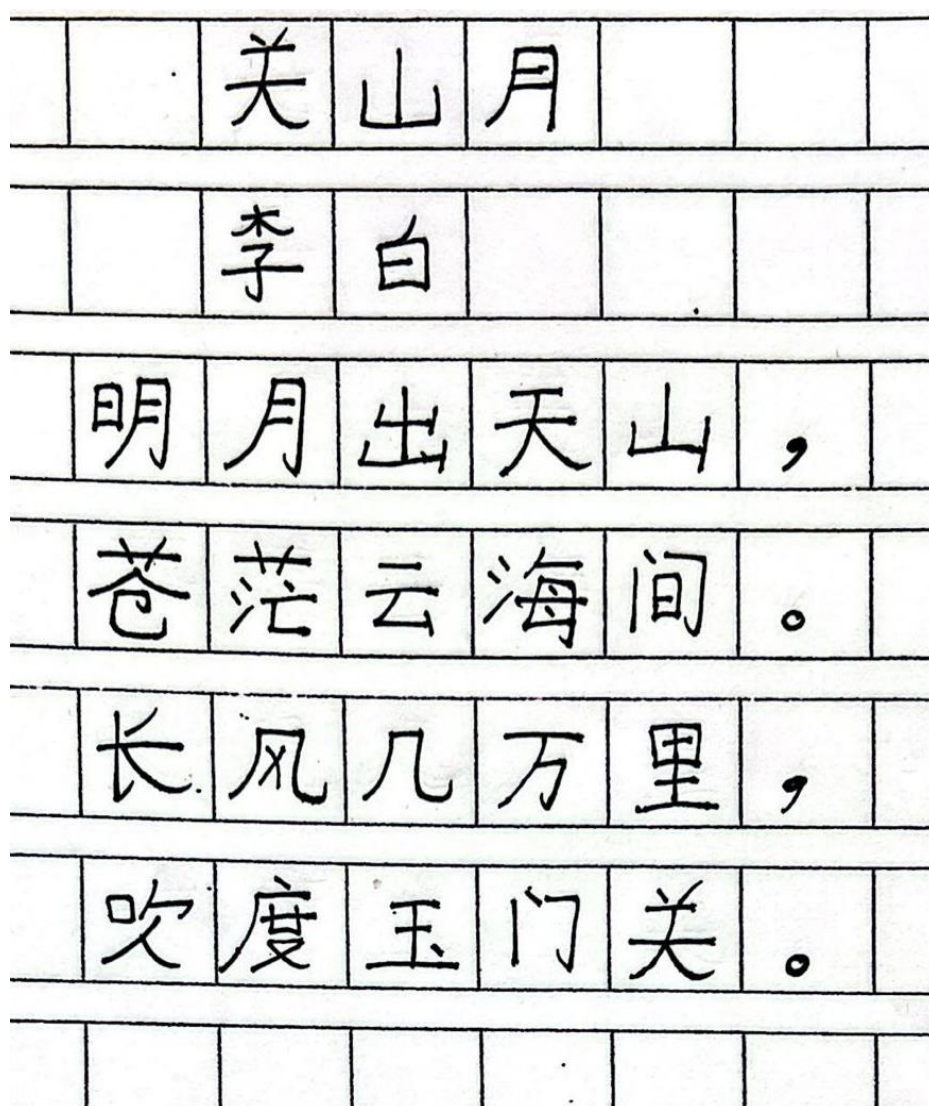 关山月
李白
明月出天山，
苍茫云海间。
长风几万里，
吹度玉门关。